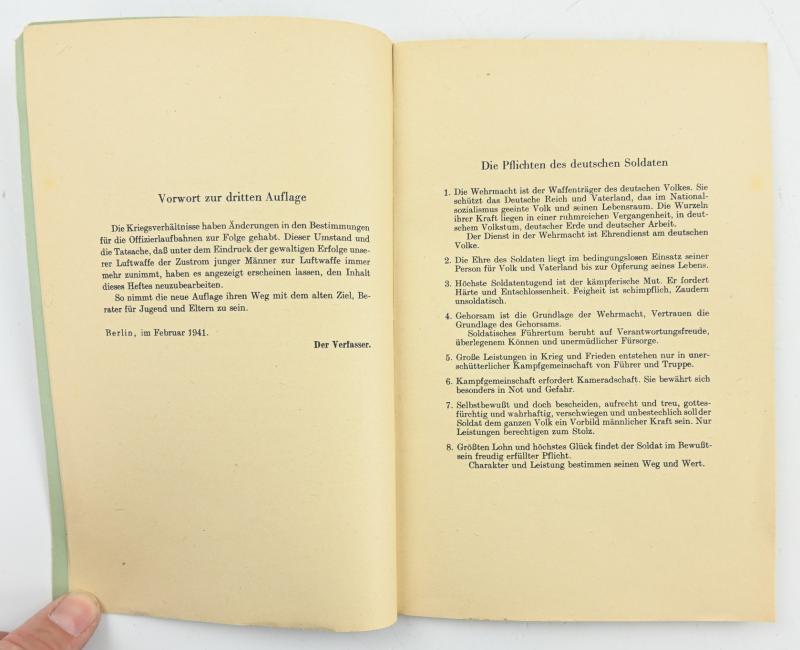 Vorwort zur dritten Auflage
Die Kriegsverhältnisse haben Änderungen in den Bestimmungen
für die Offizierlaufbahnen zur Folge gehabt. Dieser Umstand und
die Tatsache, daß unter dem Eindruck der gewaltigen Erfolge unse-
rer Luftwaffe der Zustrom junger Männer zur Luftwaffe immer
mehr zunimmt, haben es angezeigt erscheinen lassen, den Inhalt
dieses Heftes neuzubearbeiten.
So nimmt die neue Auflage ihren Weg mit dem alten Ziel, Be-
rater für Jugend und Eltern zu sein.
Berlin, im Februar 1941.
Der Verfasser.
Die Pflichten des deutschen Soldaten
1. Die Wehrmacht ist der Waffenträger des deutschen Volkes. Sie
schützt das Deutsche Reich und Vaterland, das im National-
sozialismus geeinte Volk und seinen Lebensraum. Die Wurzeln
ihrer Kraft liegen in einer ruhmreichen Vergangenheit, in deut-
schem Volkstum, deutscher Erde und deutscher Arbeit.
Der Dienst in der Wehrmacht ist Ehrendienst am deutschen
Volke.
2. Die Ehre des Soldaten liegt im bedingungslosen Einsatz seiner
Person für Volk und Vaterland bis zur Opferung seines Lebens.
3. Höchste Soldatentugend ist der kämpferische Mut. Er fordert
Härte und Entschlossenheit. Feigheit ist schimpflich, Zaudern
unsoldatisch.
4. Gehorsam ist die Grundlage der Wehrmacht, Vertrauen die
Grundlage des Gehorsams.
Soldatisches Führertum beruht auf Verantwortungsfreude,
überlegenem Können und unermüdlicher Fürsorge.
5. Große Leistungen in Krieg und Frieden entstehen nur in uner-
schütterlicher Kampfgemeinschaft von Führer und Truppe.
6. Kampfgemeinschaft erfordert Kameradschaft. Sie bewährt sich
besonders in Not und Gefahr.
7. Selbstbewußt und doch bescheiden, aufrecht und treu, gottes-
fürchtig und wahrhaftig, verschwiegen und unbestechlich soll der
Soldat dem ganzen Volk ein Vorbild männlicher Kraft sein. Nur
Leistungen berechtigen zum Stolz.
8. Größten Lohn und höchstes Glück findet der Soldat im Bewußt-
sein freudig erfüllter Pflicht.
Charakter und Leistung bestimmen seinen Weg und Wert.